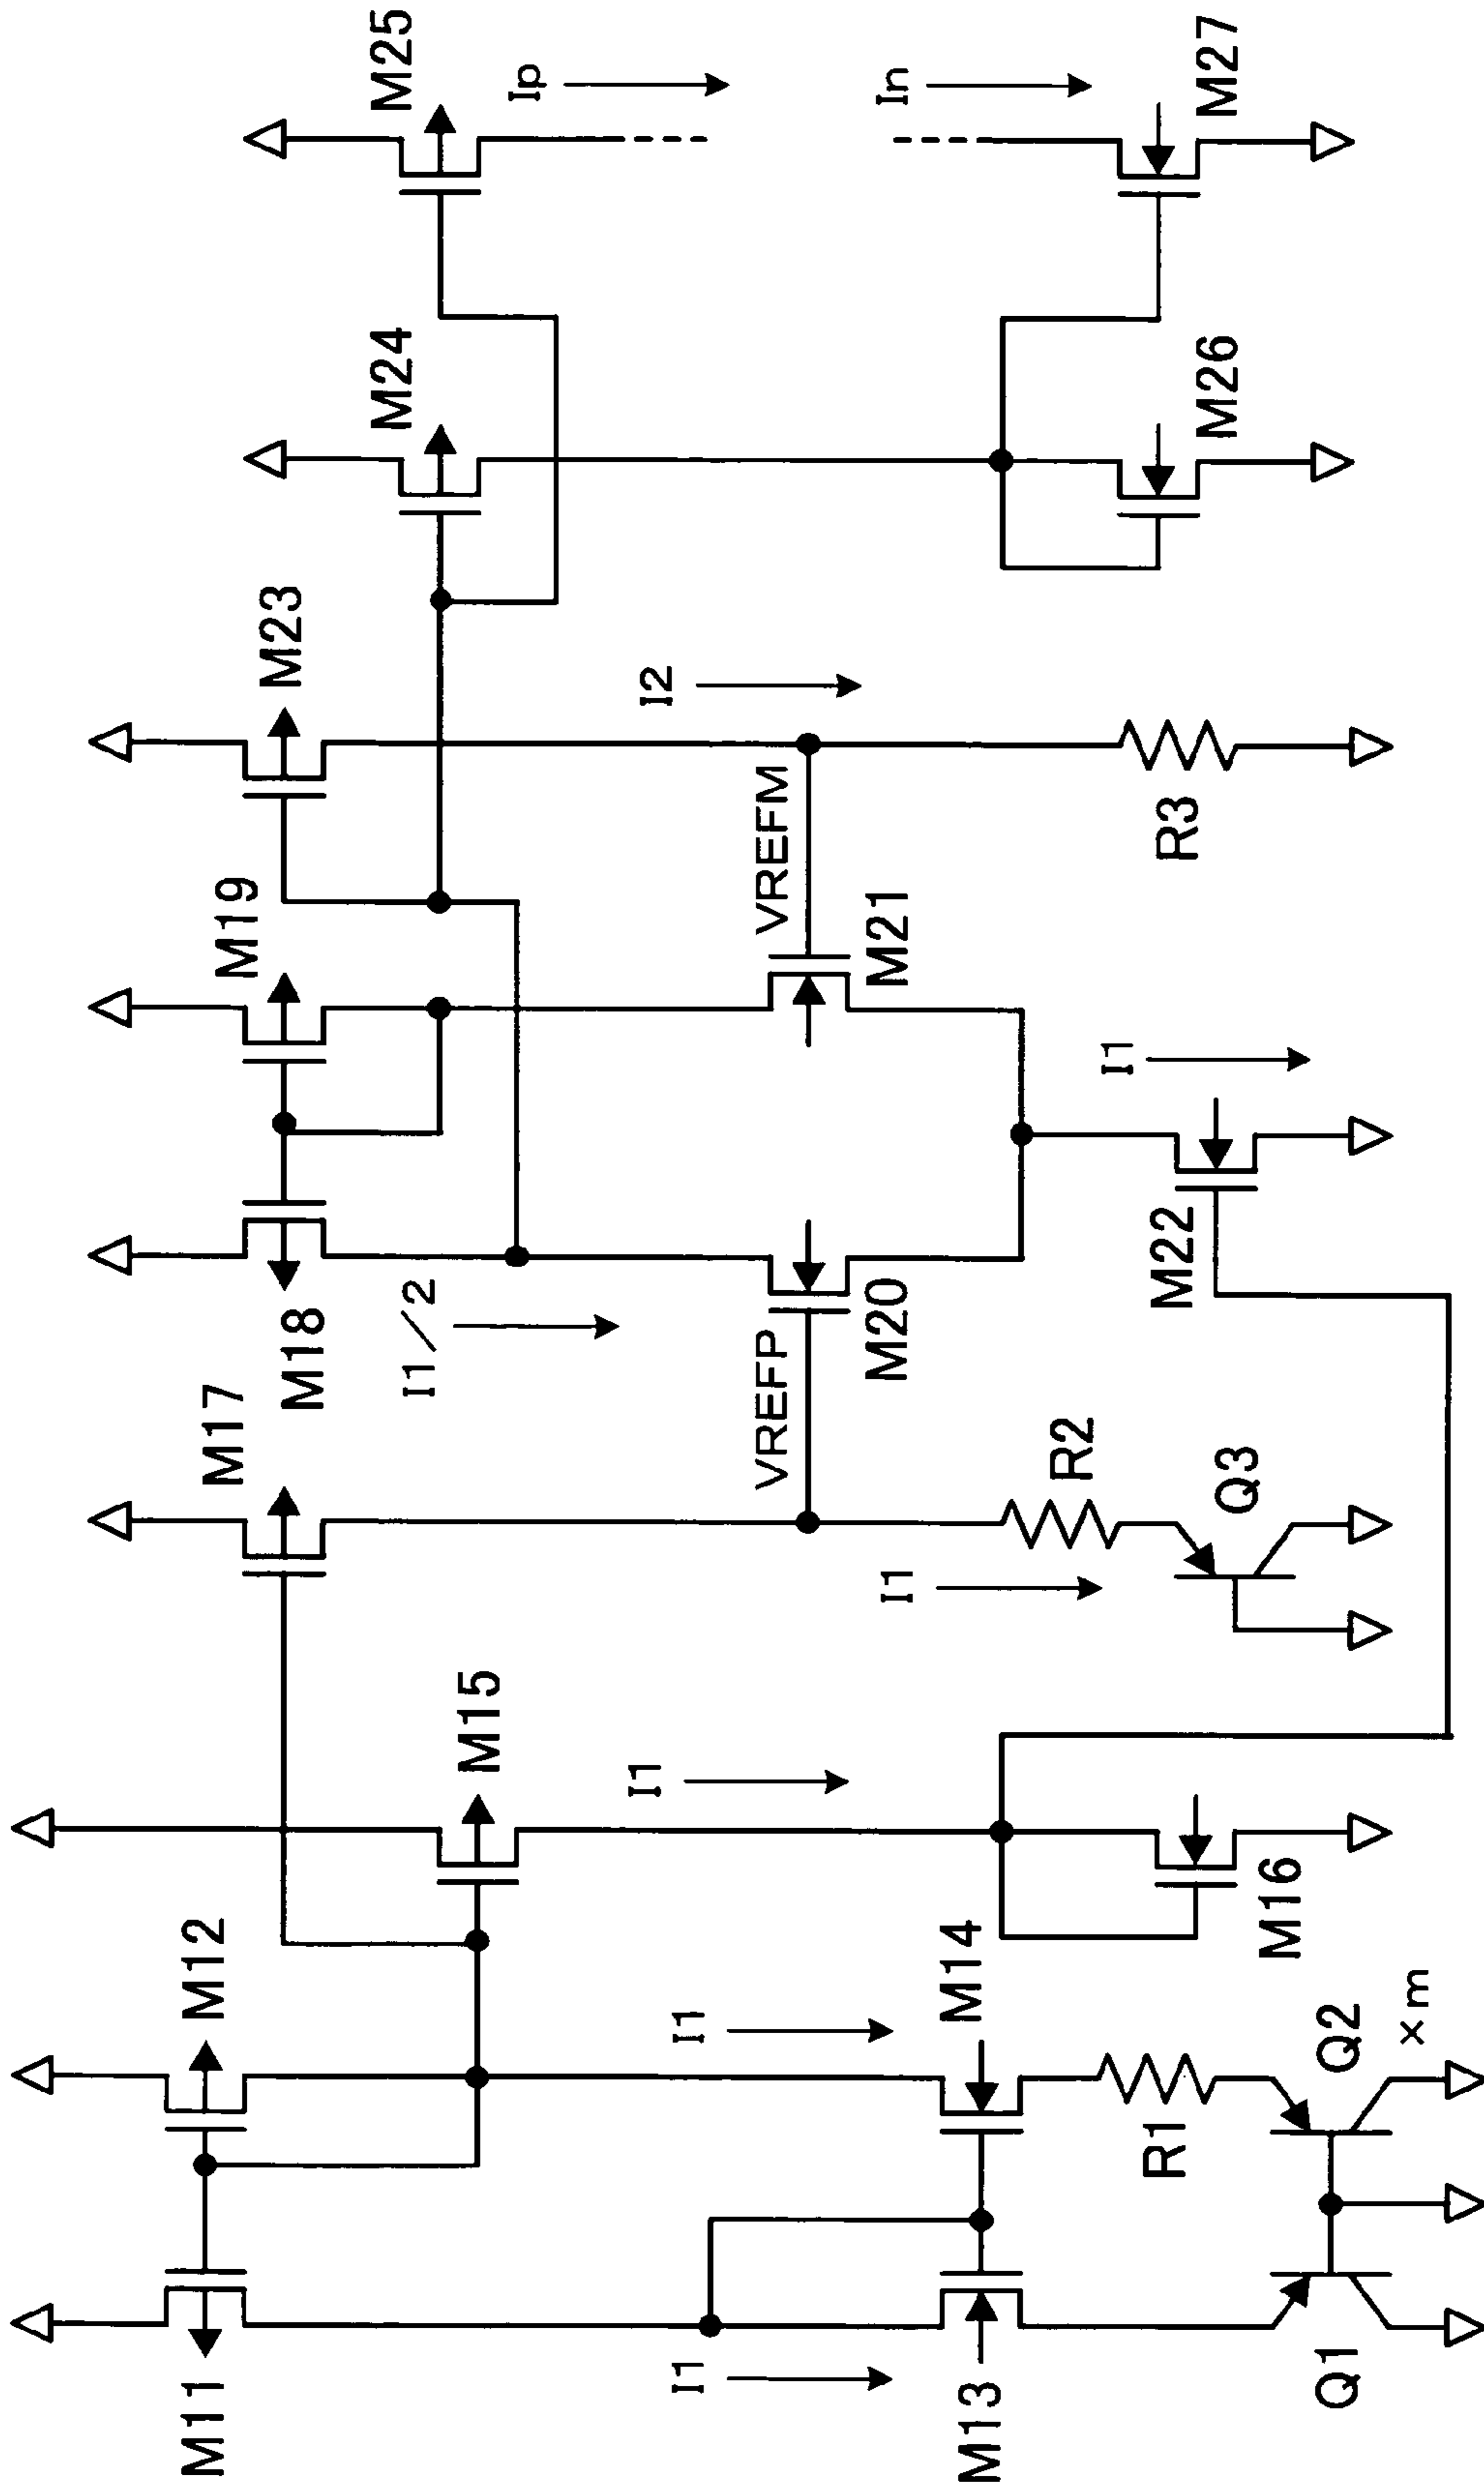 M11
M12
M15
M17
M18
M19
M23
M24
M25
I1
I1
I1
I1/2
I2
Ip
VREFP
VREFM
In
M13
M14
I1
M20
M21
R1
R2
I1
R3
M16
Q3
M22
M26
M27
Q1
Q2
×m